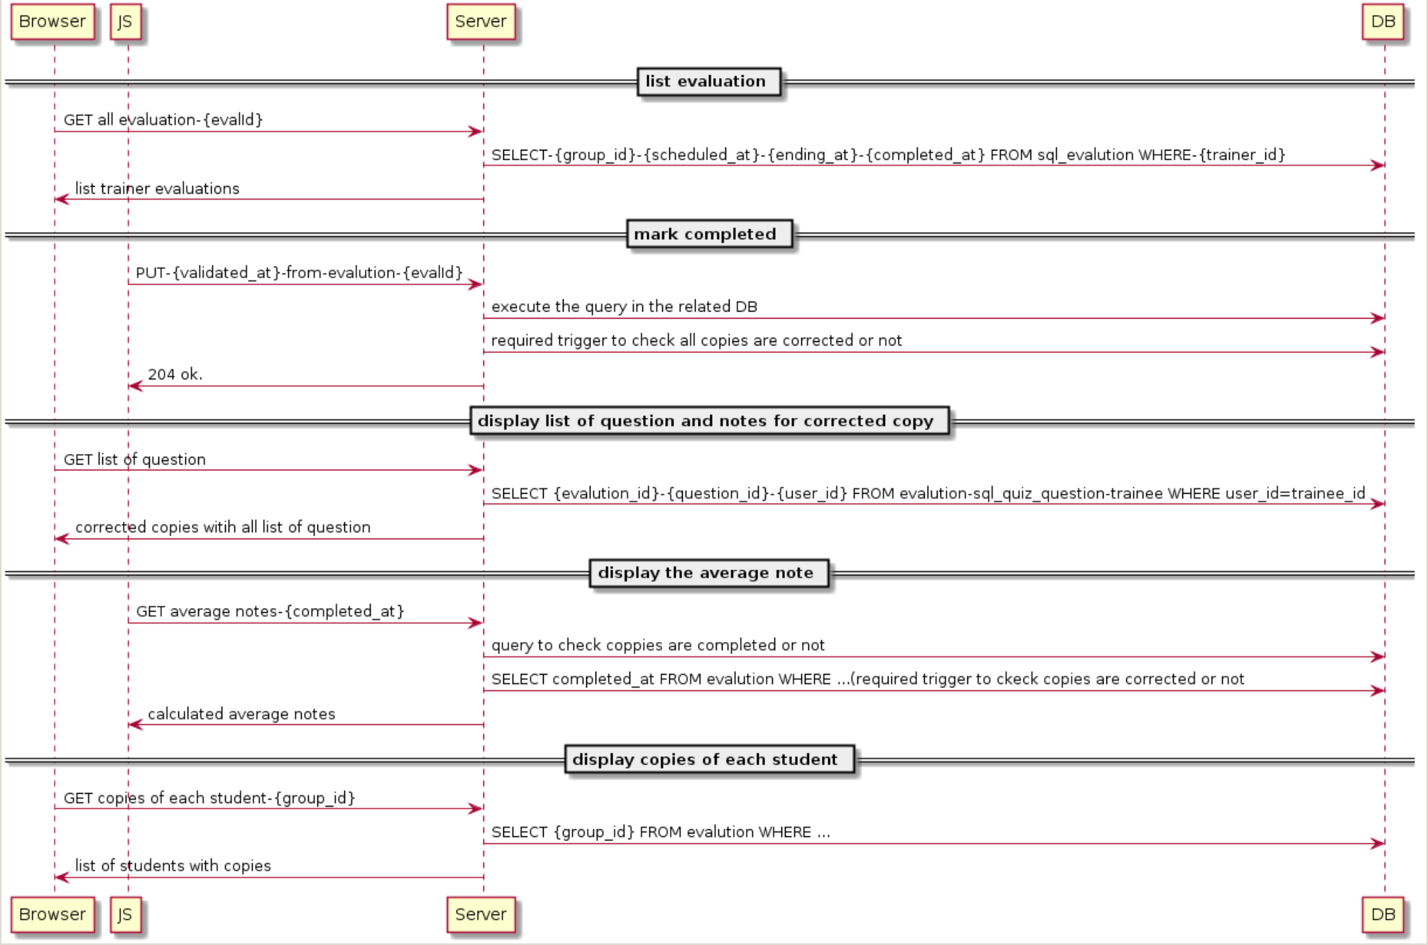 Browser JS Server DB
list evaluation
GET all evaluation-{evalId}
SELECT-{group_id}-{scheduled_at}-{ending_at}-{completed_at} FROM sql_evalution WHERE-{trainer_id}
list trainer evaluations
mark completed
PUT-{validated_at}-from-evalution-{evalId}
execute the query in the related DB
required trigger to check all copies are corrected or not
204 ok.
display list of question and notes for corrected copy
GET list of question
SELECT {evalution_id}-{question_id}-{user_id} FROM evalution-sql_quiz_question-trainee WHERE user_id=trainee_id
corrected copies witih all list of question
display the average note
GET average notes-{completed_at}
query to check coppies are completed or not
SELECT completed_at FROM evalution WHERE ...(required trigger to ckeck copies are corrected or not
calculated average notes
display copies of each student
GET copies of each student-{group_id}
SELECT {group_id} FROM evalution WHERE ...
list of students with copies
Browser JS Server DB